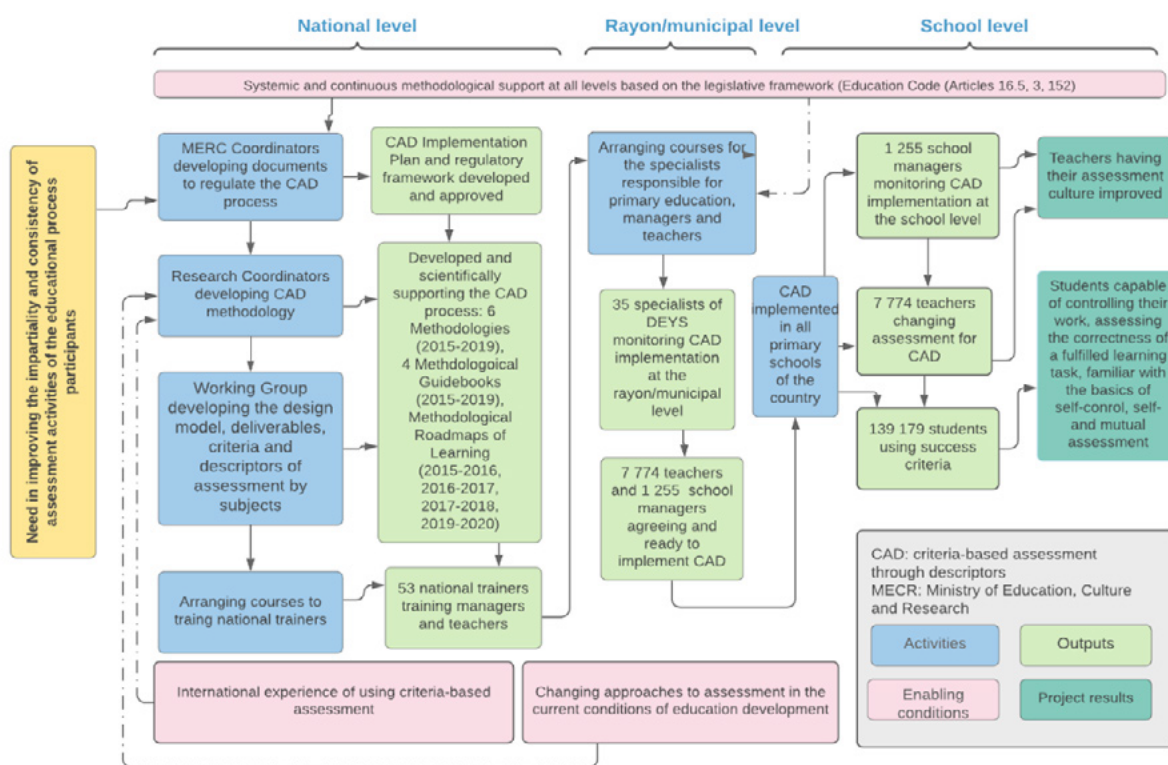 National level
Rayon/municipal level
School level
Systemic and continuous methodological support at all levels based on the legislative framework (Education Code (Articles 16.5, 3, 152)
Need in improving the impartiality and consistency of
assessment activities of the educational process
participants
MERC Coordinators
developing documents
to regulate the CAD
process
CAD Implementation
Plan and regulatory
framework developed
and approved
Research Coordinators
developing CAD
methodology
Developed and
scientifically
supporting the CAD
process: 6
Methodologies
(2015-2019),
4 Methdolgoical
Guidebooks
(2015-2019),
Methodological
Roadmaps of
Learning
(2015-2016,
2016-2017,
2017-2018,
2019-2020)
Working Group
developing the design
model, deliverables,
criteria and
descriptors of
assessment by
subjects
Arranging courses to
traing national trainers
53 national trainers
training managers
and teachers
Arranging courses for
the specialists
responsible for
primary education,
managers and
teachers
35 specialists of
DEYS
monitoring CAD
implementation
at the
rayon/municipal
level
7 774 teachers
and 1 255 school
managers
agreeing and
ready to
implement CAD
CAD
implemented
in all
primary
schools
of the
country
1 255 school
managers
monitoring CAD
implementation at
the school level
7 774 teachers
changing
assessment for
CAD
139 179 students
using success
criteria
Teachers having
their assessment
culture improved
Students capable
of controlling their
work, assessing
the correctness of
a fulfilled learning
task, familiar with
the basics of
self-conrol, self-
and mutual
assessment
International experience of using criteria-based
assessment
Changing approaches to assessment in the
current conditions of education development
CAD: criteria-based assessment
through descriptors
MECR: Ministry of Education, Culture
and Research
Activities
Outputs
Enabling
conditions
Project results